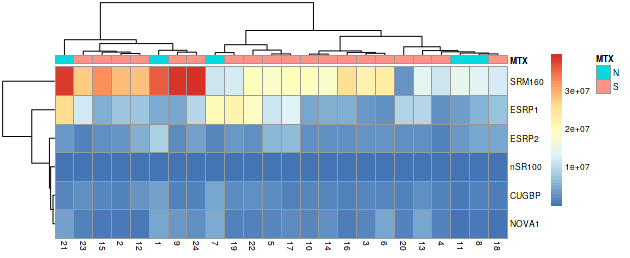 MTX
MTX
N
S
SRM160
ESRP1
ESRP2
nSR100
CUGBP
NOVA1
3e+07
2e+07
1e+07
21 23 15 2 12 1 9 24 7 19 22 5 17 10 14 16 3 6 20 13 4 11 8 18